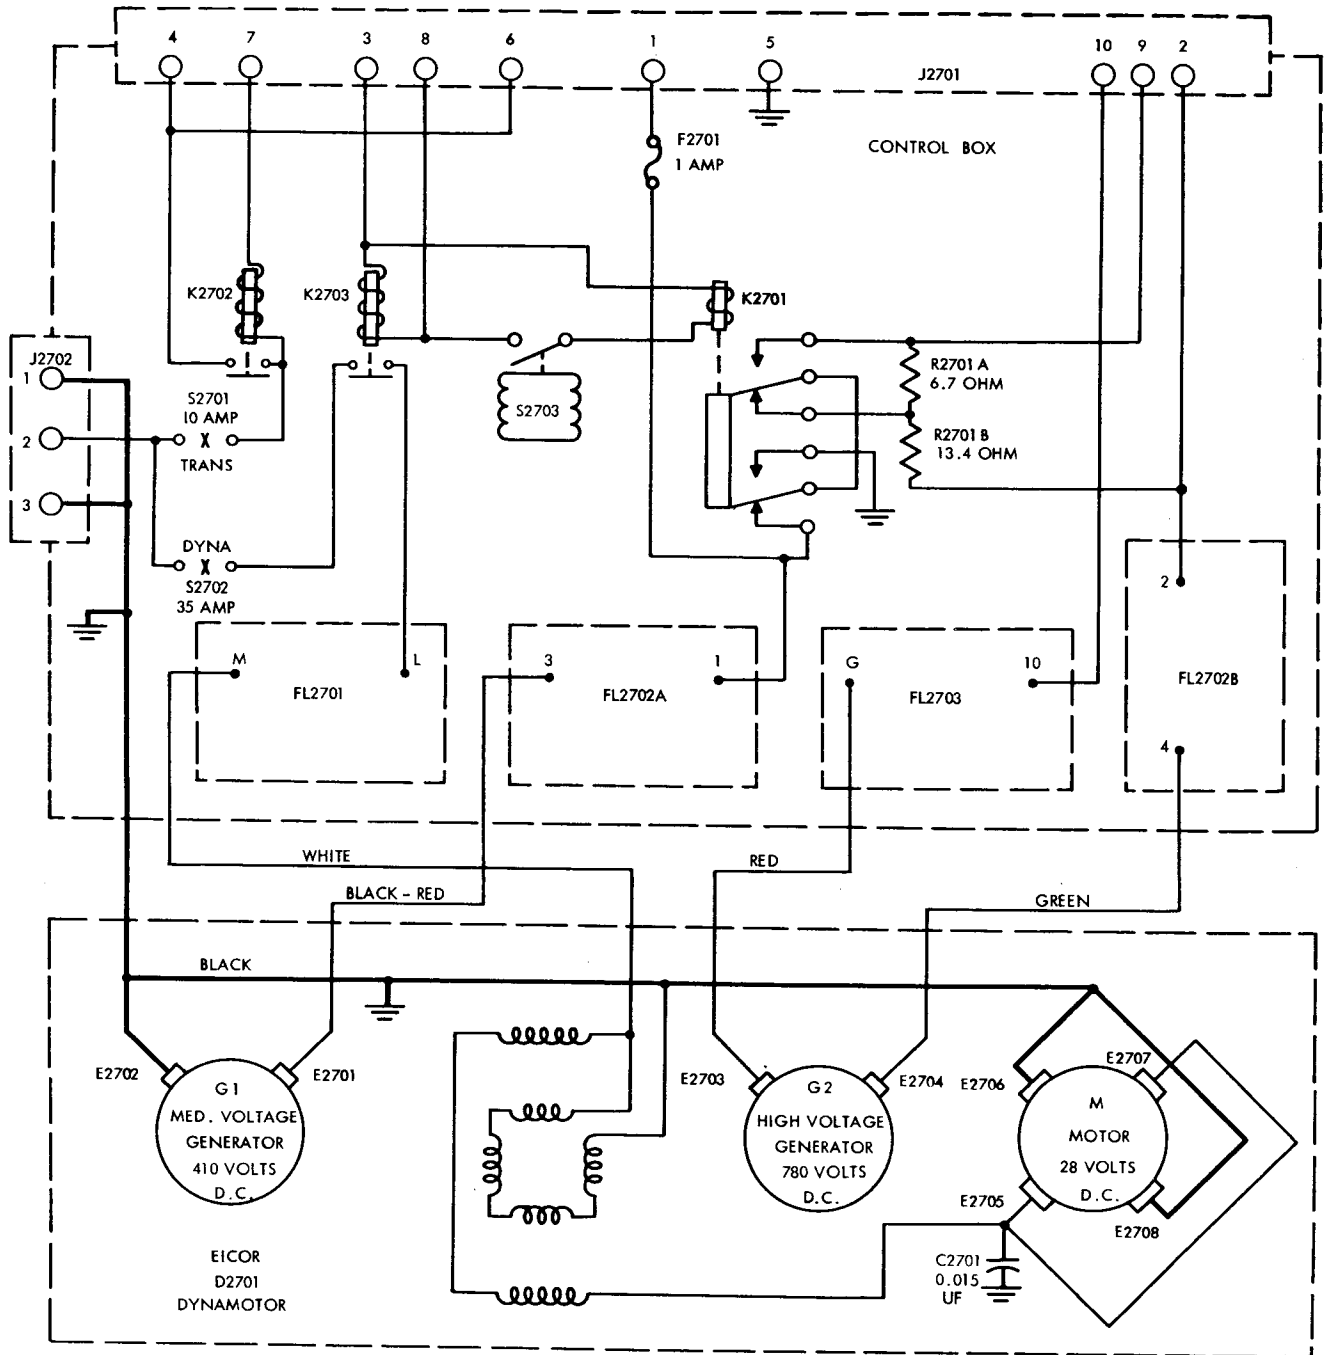 4 7 3 8 6 1 5 10 9 2
J2701
F2701
1 AMP
CONTROL BOX
K2702
K2703
K2701
J2702
1
2
3
S2701
10 AMP
TRANS
S2703
R2701A
6.7 OHM
R2701B
13.4 OHM
DYNA
S2702
35 AMP
M L
FL2701
3 1
FL2702A
G 10
FL2703
2
FL2702B
4
WHITE
BLACK - RED
RED
GREEN
BLACK
E2702
E2701
G1
MED. VOLTAGE
GENERATOR
410 VOLTS
D.C.
E2703
E2704
G2
HIGH VOLTAGE
GENERATOR
780 VOLTS
D.C.
E2706
E2707
M
MOTOR
28 VOLTS
D.C.
E2705
E2708
C2701
0.015
UF
EICOR
D2701
DYNAMOTOR